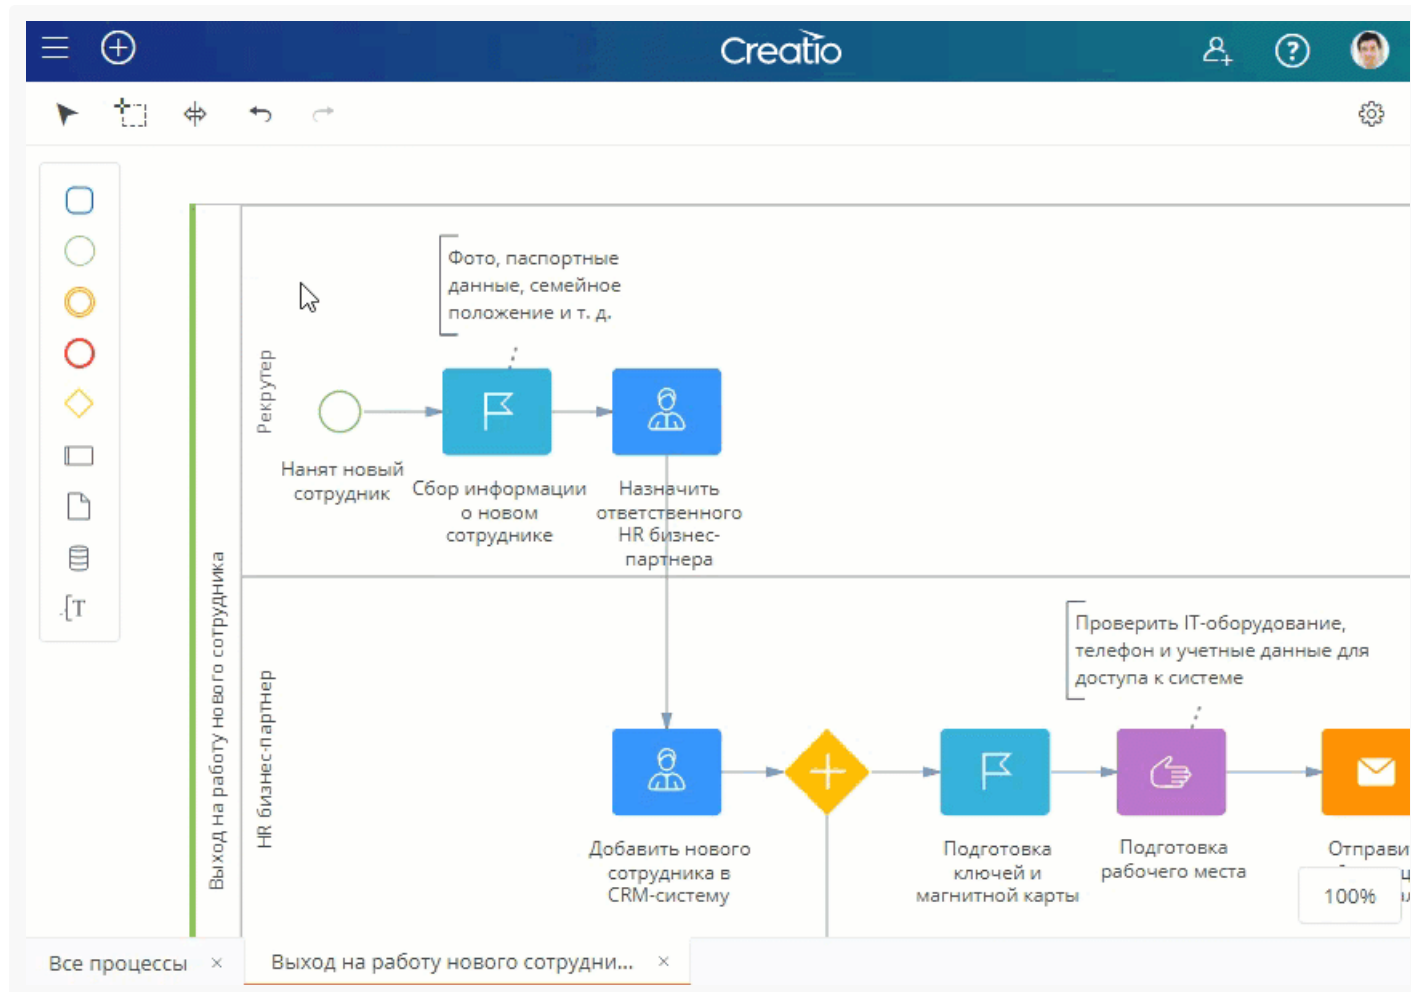 Creatio
Фото, паспортные
данные, семейное
положение и т. д.
Рекрутер
Нанят новый
сотрудник
Сбор информации
о новом
сотруднике
Назначить
ответственного
HR бизнес-
партнера
T
Выход на работу нового сотрудника
HR бизнес-партнер
Проверить IT-оборудование,
телефон и учетные данные для
доступа к системе
Добавить нового
сотрудника в
CRM-систему
Подготовка
ключей и
магнитной карты
Подготовка
рабочего места
Отправи
100%
Все процессы
Выход на работу нового сотрудни...